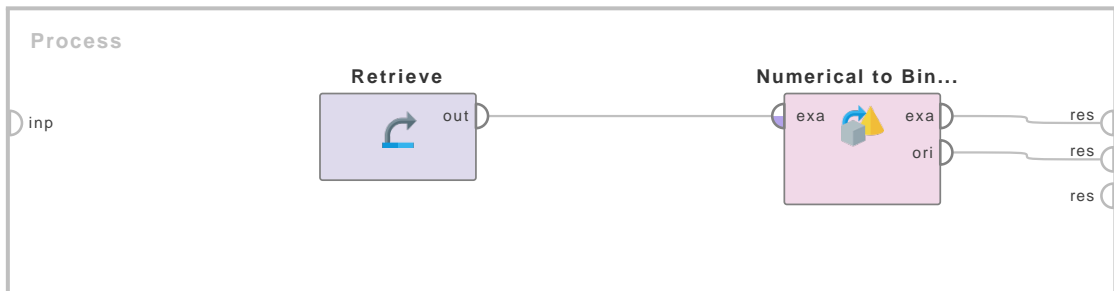 Process
Retrieve
Numerical to Bin...
inp
out
exa
exa
res
ori
res
res